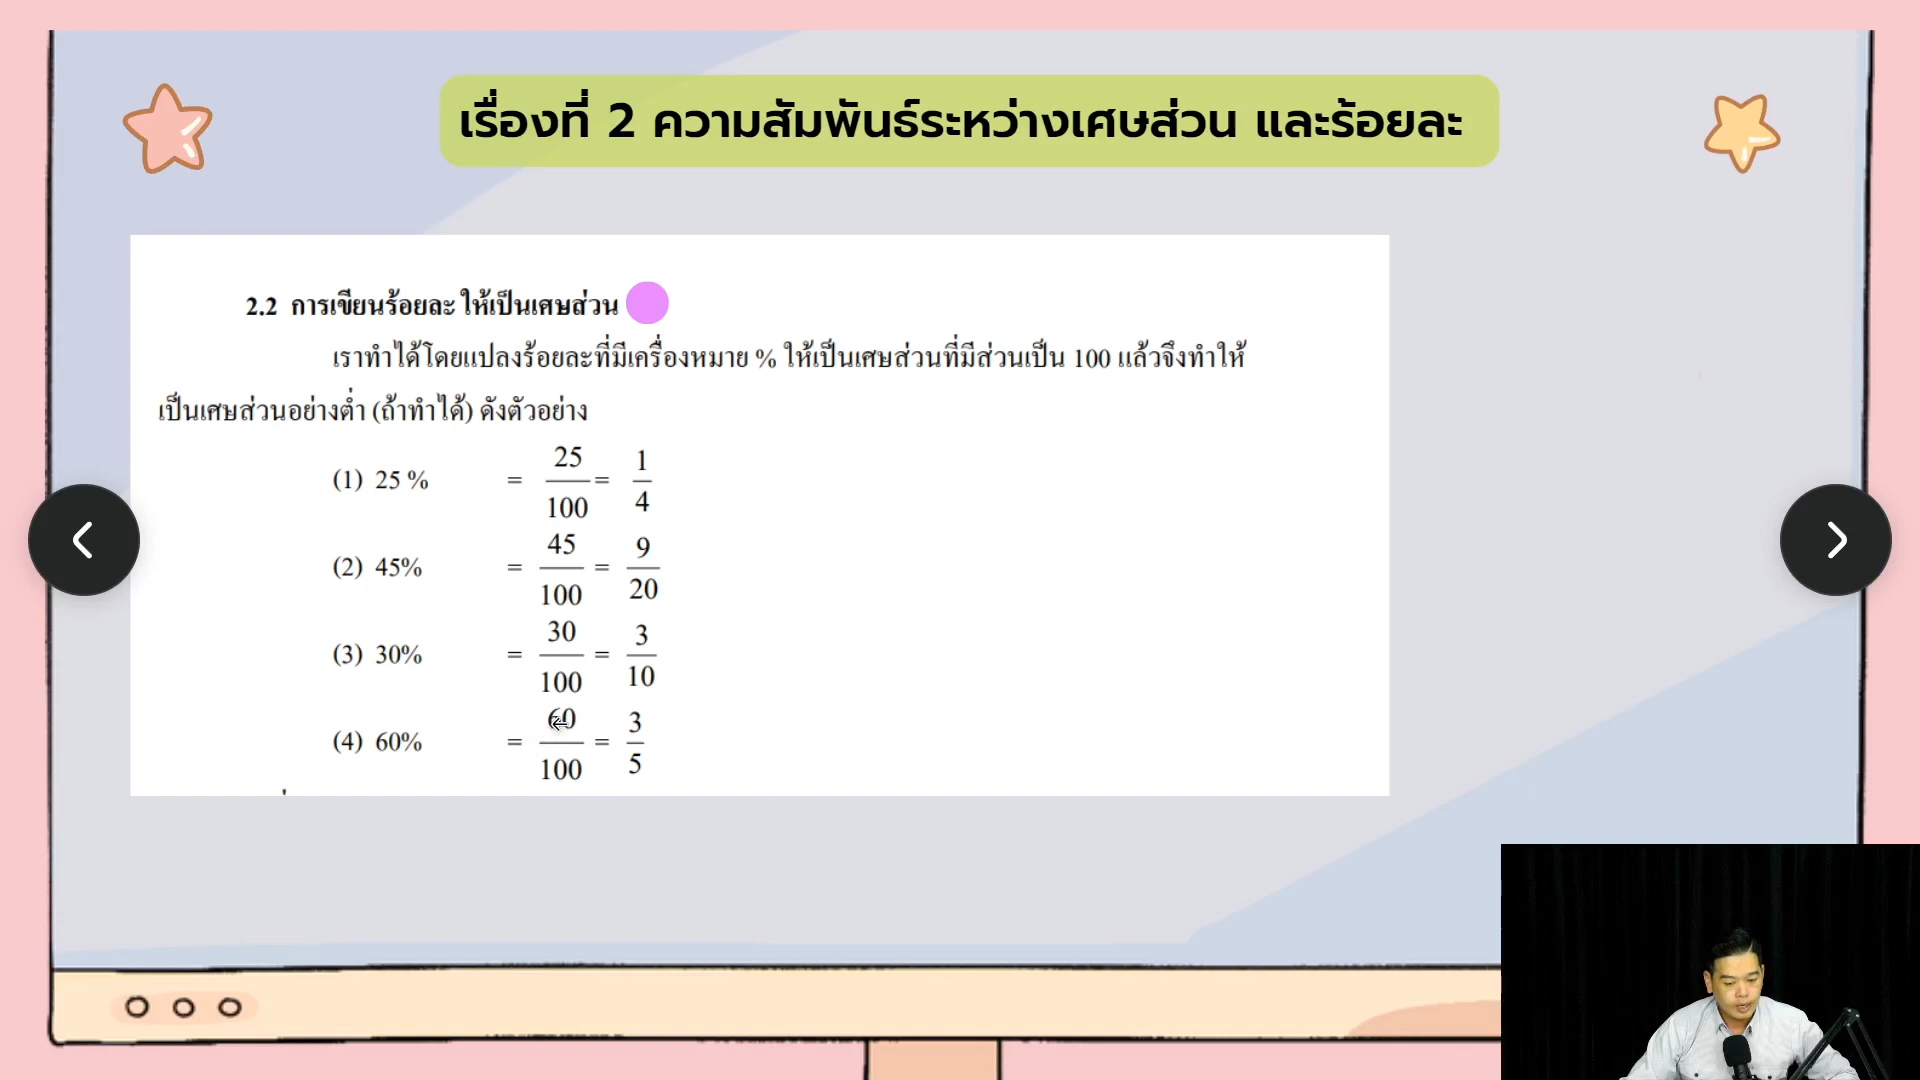 เรื่องที่ 2 ความสัมพันธ์ระหว่างเศษส่วน และร้อยละ
2.2 การเขียนร้อยละ ให้เป็นเศษส่วน
เราทำได้โดยแปลงร้อยละที่มีเครื่องหมาย % ให้เป็นเศษส่วนที่มีส่วนเป็น 100 แล้วจึงทำให้
เป็นเศษส่วนอย่างต่ำ (ถ้าทำได้) ดังตัวอย่าง
(1) 25 % = 25/100 = 1/4
(2) 45% = 45/100 = 9/20
(3) 30% = 30/100 = 3/10
(4) 60% = 60/100 = 3/5